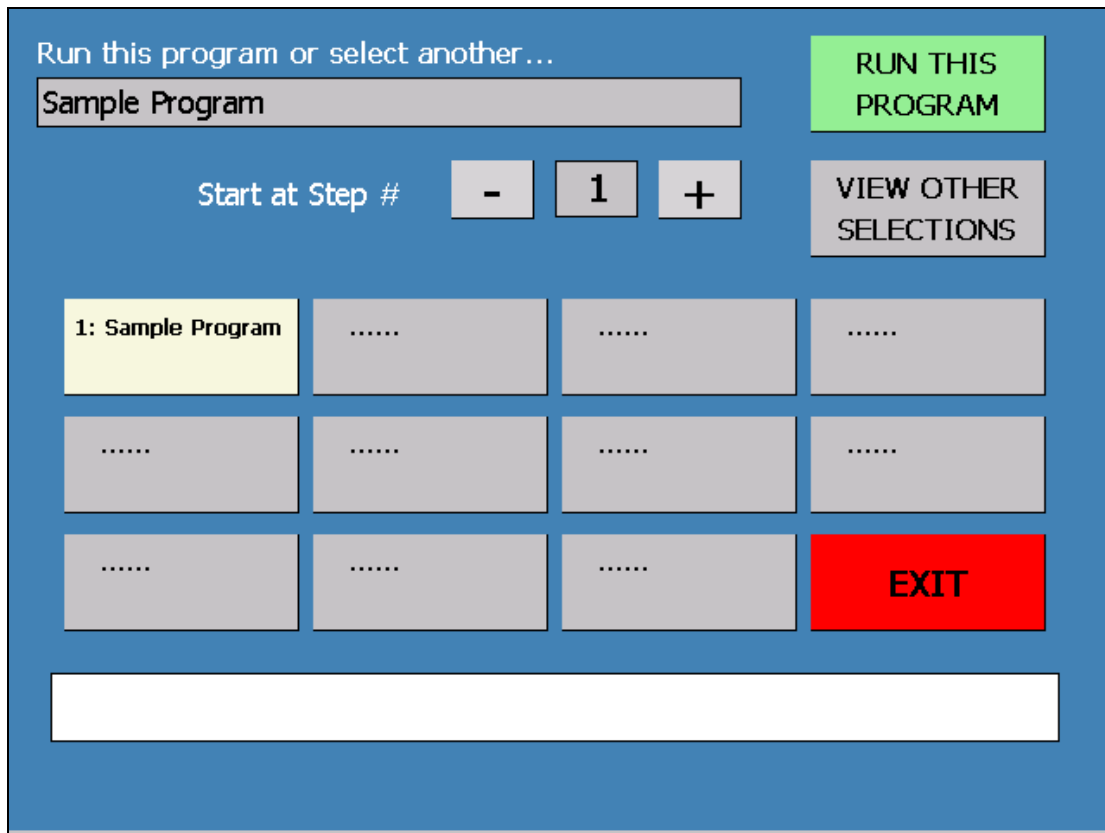 Run this program or select another...
RUN THIS
PROGRAM
Sample Program
Start at Step #
-
1
+
VIEW OTHER
SELECTIONS
1: Sample Program
......
......
......
......
......
......
......
......
......
......
EXIT